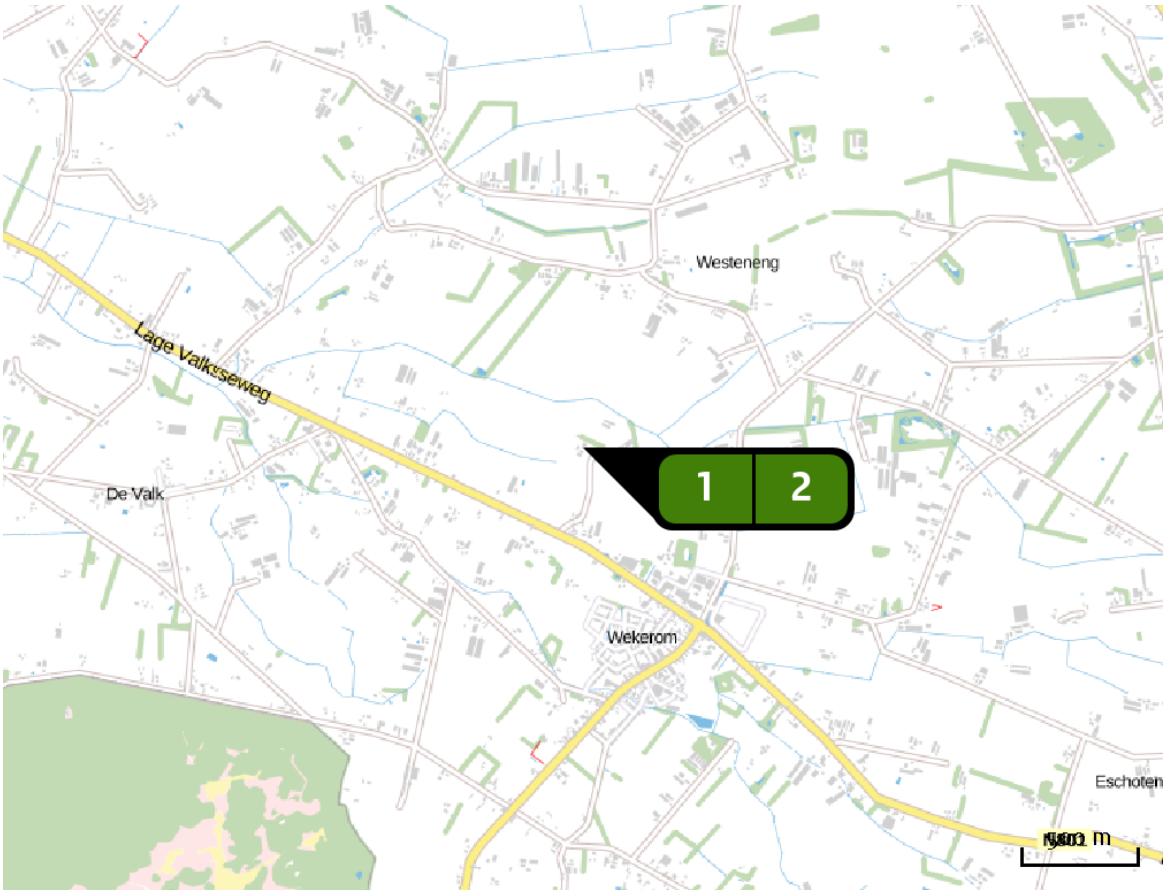 Westeneng
Lage Valkseweg
1 2
De Valk
Wekerom
Eschoten
m